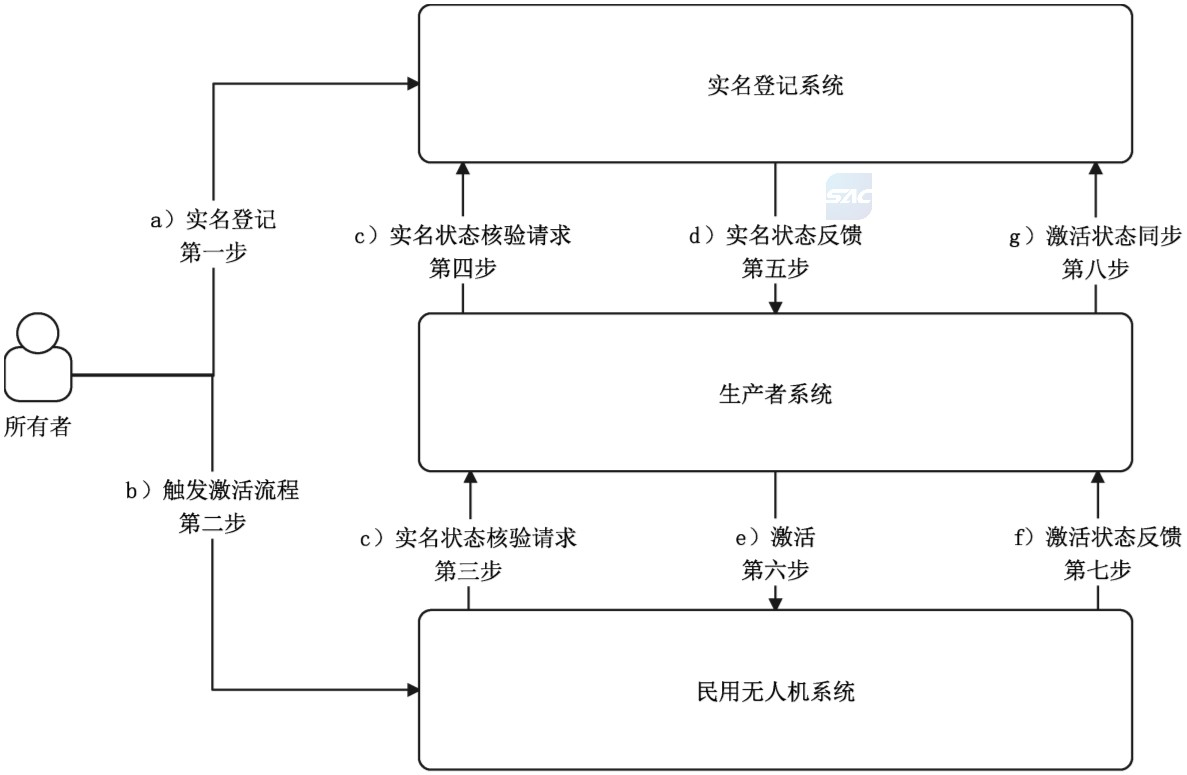 实名登记系统
SAC
a）实名登记
第一步
c）实名状态核验请求
第四步
d）实名状态反馈
第五步
g）激活状态同步
第八步
生产者系统
所有者
b）触发激活流程
第二步
c）实名状态核验请求
第三步
e）激活
第六步
f）激活状态反馈
第七步
民用无人机系统